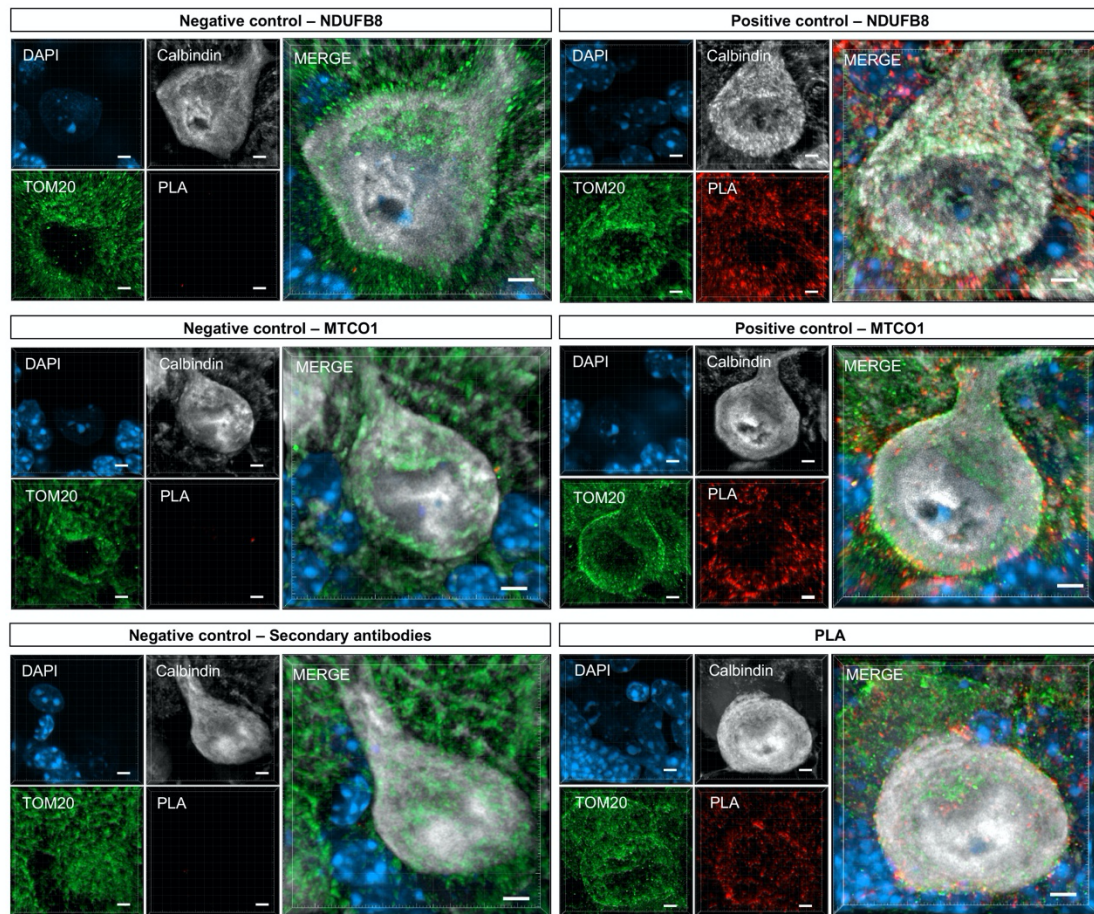 Negative control – NDUFB8
DAPI
Calbindin
MERGE
TOM20
PLA
Positive control – NDUFB8
DAPI
Calbindin
MERGE
TOM20
PLA
Negative control – MTCO1
DAPI
Calbindin
MERGE
TOM20
PLA
Positive control – MTCO1
DAPI
Calbindin
MERGE
TOM20
PLA
Negative control – Secondary antibodies
DAPI
Calbindin
MERGE
TOM20
PLA
PLA
DAPI
Calbindin
MERGE
TOM20
PLA